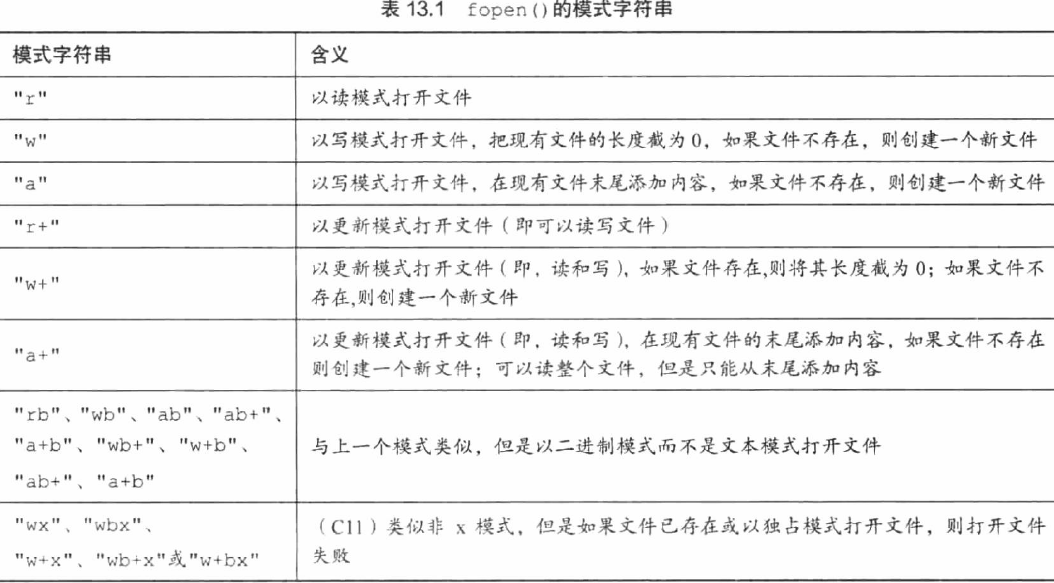 表 13.1 fopen()的模式字符串
模式字符串 含义
"r" 以读模式打开文件
"w" 以写模式打开文件，把现有文件的长度截为 0，如果文件不存在，则创建一个新文件
"a" 以写模式打开文件，在现有文件末尾添加内容，如果文件不存在，则创建一个新文件
"r+" 以更新模式打开文件（即可以读写文件）
"w+" 以更新模式打开文件（即，读和写），如果文件存在,则将其长度截为 0；如果文件不
存在,则创建一个新文件
"a+" 以更新模式打开文件（即，读和写），在现有文件的末尾添加内容，如果文件不存在
则创建一个新文件；可以读整个文件，但是只能从末尾添加内容
"rb"、"wb"、"ab"、"ab+"、
"a+b"、"wb+"、"w+b"、
"ab+"、"a+b"
与上一个模式类似，但是以二进制模式而不是文本模式打开文件
"wx"、"wbx"、
"w+x"、"wb+x"或"w+bx"
（C11）类似非 x 模式，但是如果文件已存在或以独占模式打开文件，则打开文件
失败